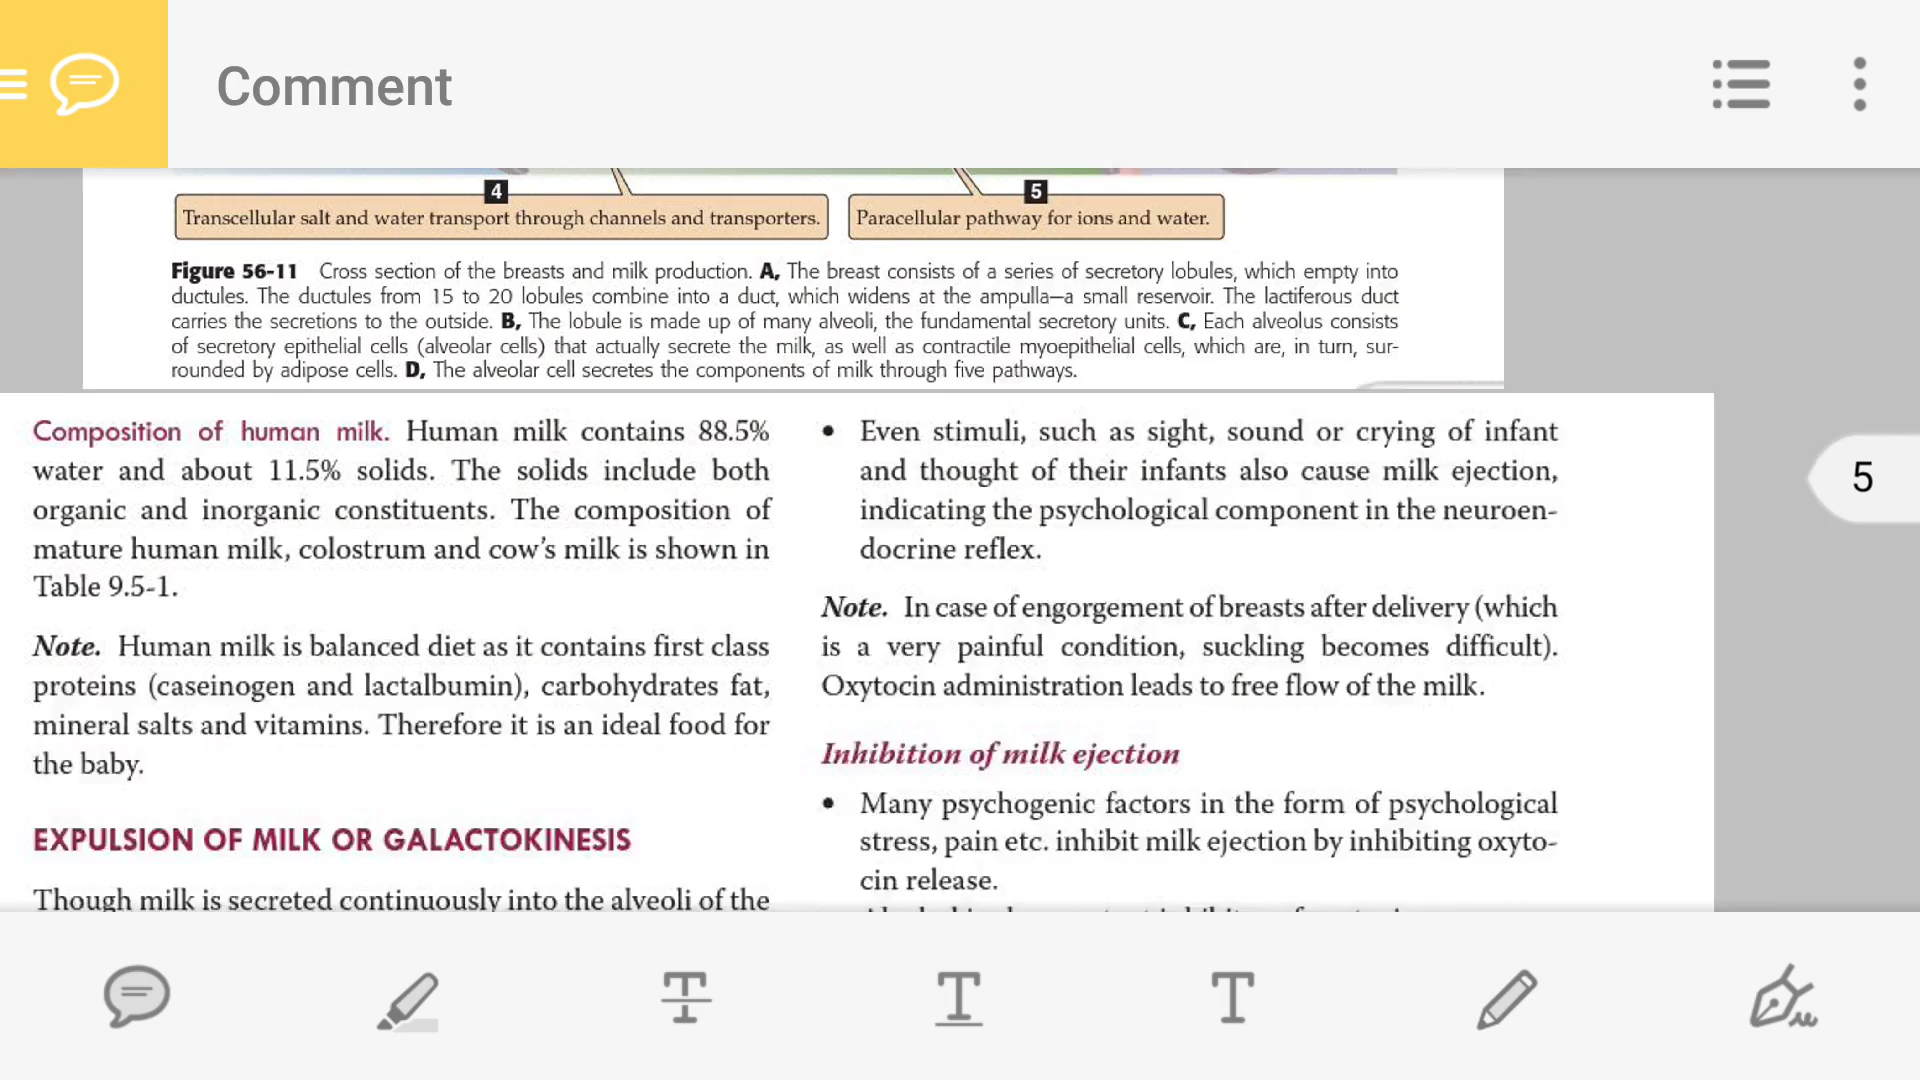 Comment
4
5
Transcellular salt and water transport through channels and transporters.
Paracellular pathway for ions and water.
Figure 56-11 Cross section of the breasts and milk production. A, The breast consists of a series of secretory lobules, which empty into
ductules. The ductules from 15 to 20 lobules combine into a duct, which widens at the ampulla—a small reservoir. The lactiferous duct
carries the secretions to the outside. B, The lobule is made up of many alveoli, the fundamental secretory units. C, Each alveolus consists
of secretory epithelial cells (alveolar cells) that actually secrete the milk, as well as contractile myoepithelial cells, which are, in turn, sur-
rounded by adipose cells. D, The alveolar cell secretes the components of milk through five pathways.
Composition of human milk. Human milk contains 88.5%
water and about 11.5% solids. The solids include both
organic and inorganic constituents. The composition of
mature human milk, colostrum and cow's milk is shown in
Table 9.5-1.
Note. Human milk is balanced diet as it contains first class
proteins (caseinogen and lactalbumin), carbohydrates fat,
mineral salts and vitamins. Therefore it is an ideal food for
the baby.
EXPULSION OF MILK OR GALACTOKINESIS
Though milk is secreted continuously into the alveoli of the
• Even stimuli, such as sight, sound or crying of infant
and thought of their infants also cause milk ejection,
indicating the psychological component in the neuroen-
docrine reflex.
Note. In case of engorgement of breasts after delivery (which
is a very painful condition, suckling becomes difficult).
Oxytocin administration leads to free flow of the milk.
Inhibition of milk ejection
• Many psychogenic factors in the form of psychological
stress, pain etc. inhibit milk ejection by inhibiting oxyto-
cin release.
5